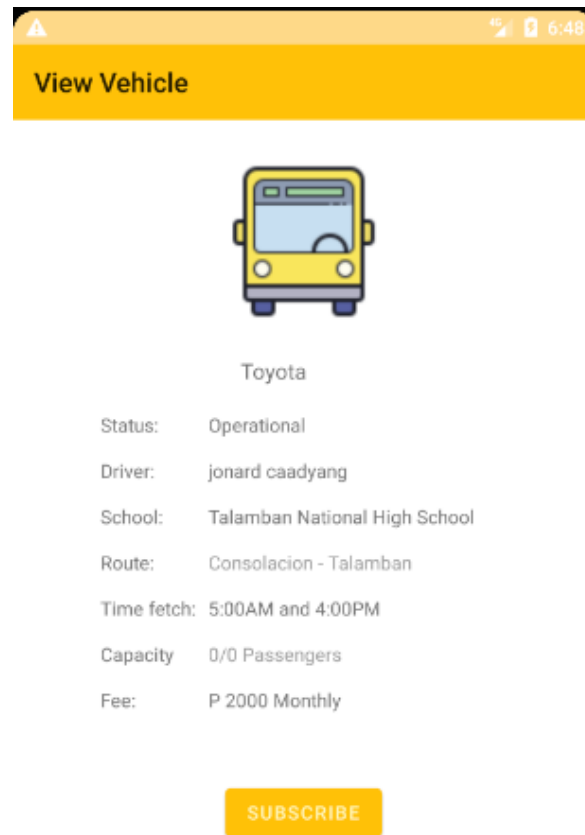 4G 6:48
View Vehicle
Toyota
Status: Operational
Driver: jonard caadyang
School: Talamban National High School
Route: Consolacion - Talamban
Time fetch: 5:00AM and 4:00PM
Capacity 0/0 Passengers
Fee: P 2000 Monthly
SUBSCRIBE